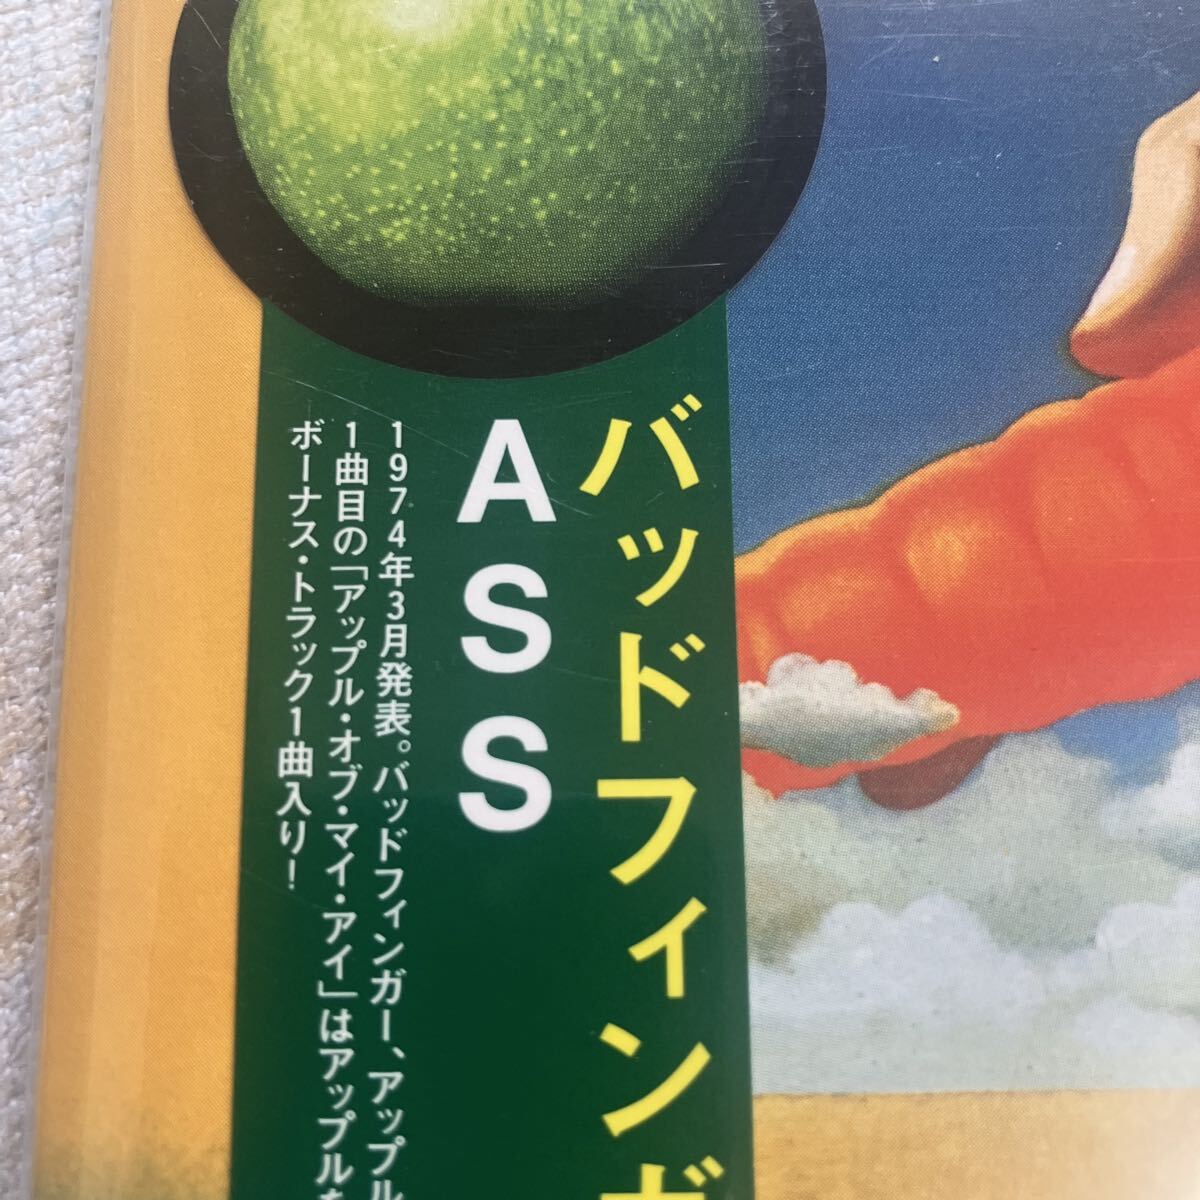 バッドフィンガ
ASS
1974年3月発表。バッドフィンガー、アップル
1曲目の「アップル・オブ・マイ・アイ」はアップルを
ボーナス・トラック1曲入り!